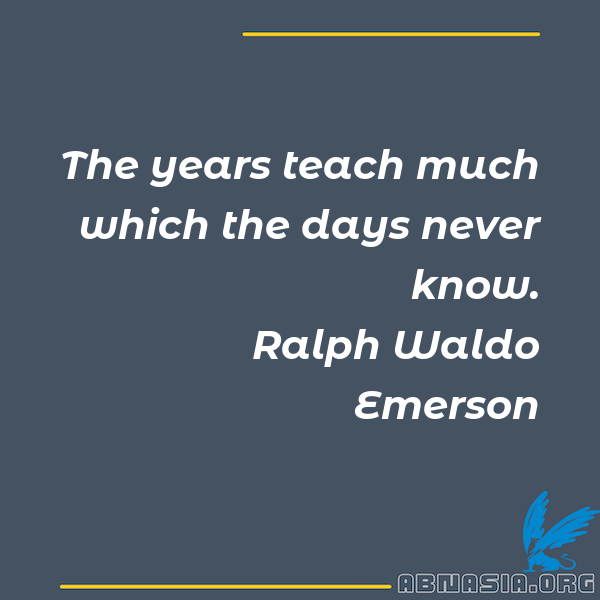 The years teach much
which the days never
know.
Ralph Waldo
Emerson
ABNASIA.ORG